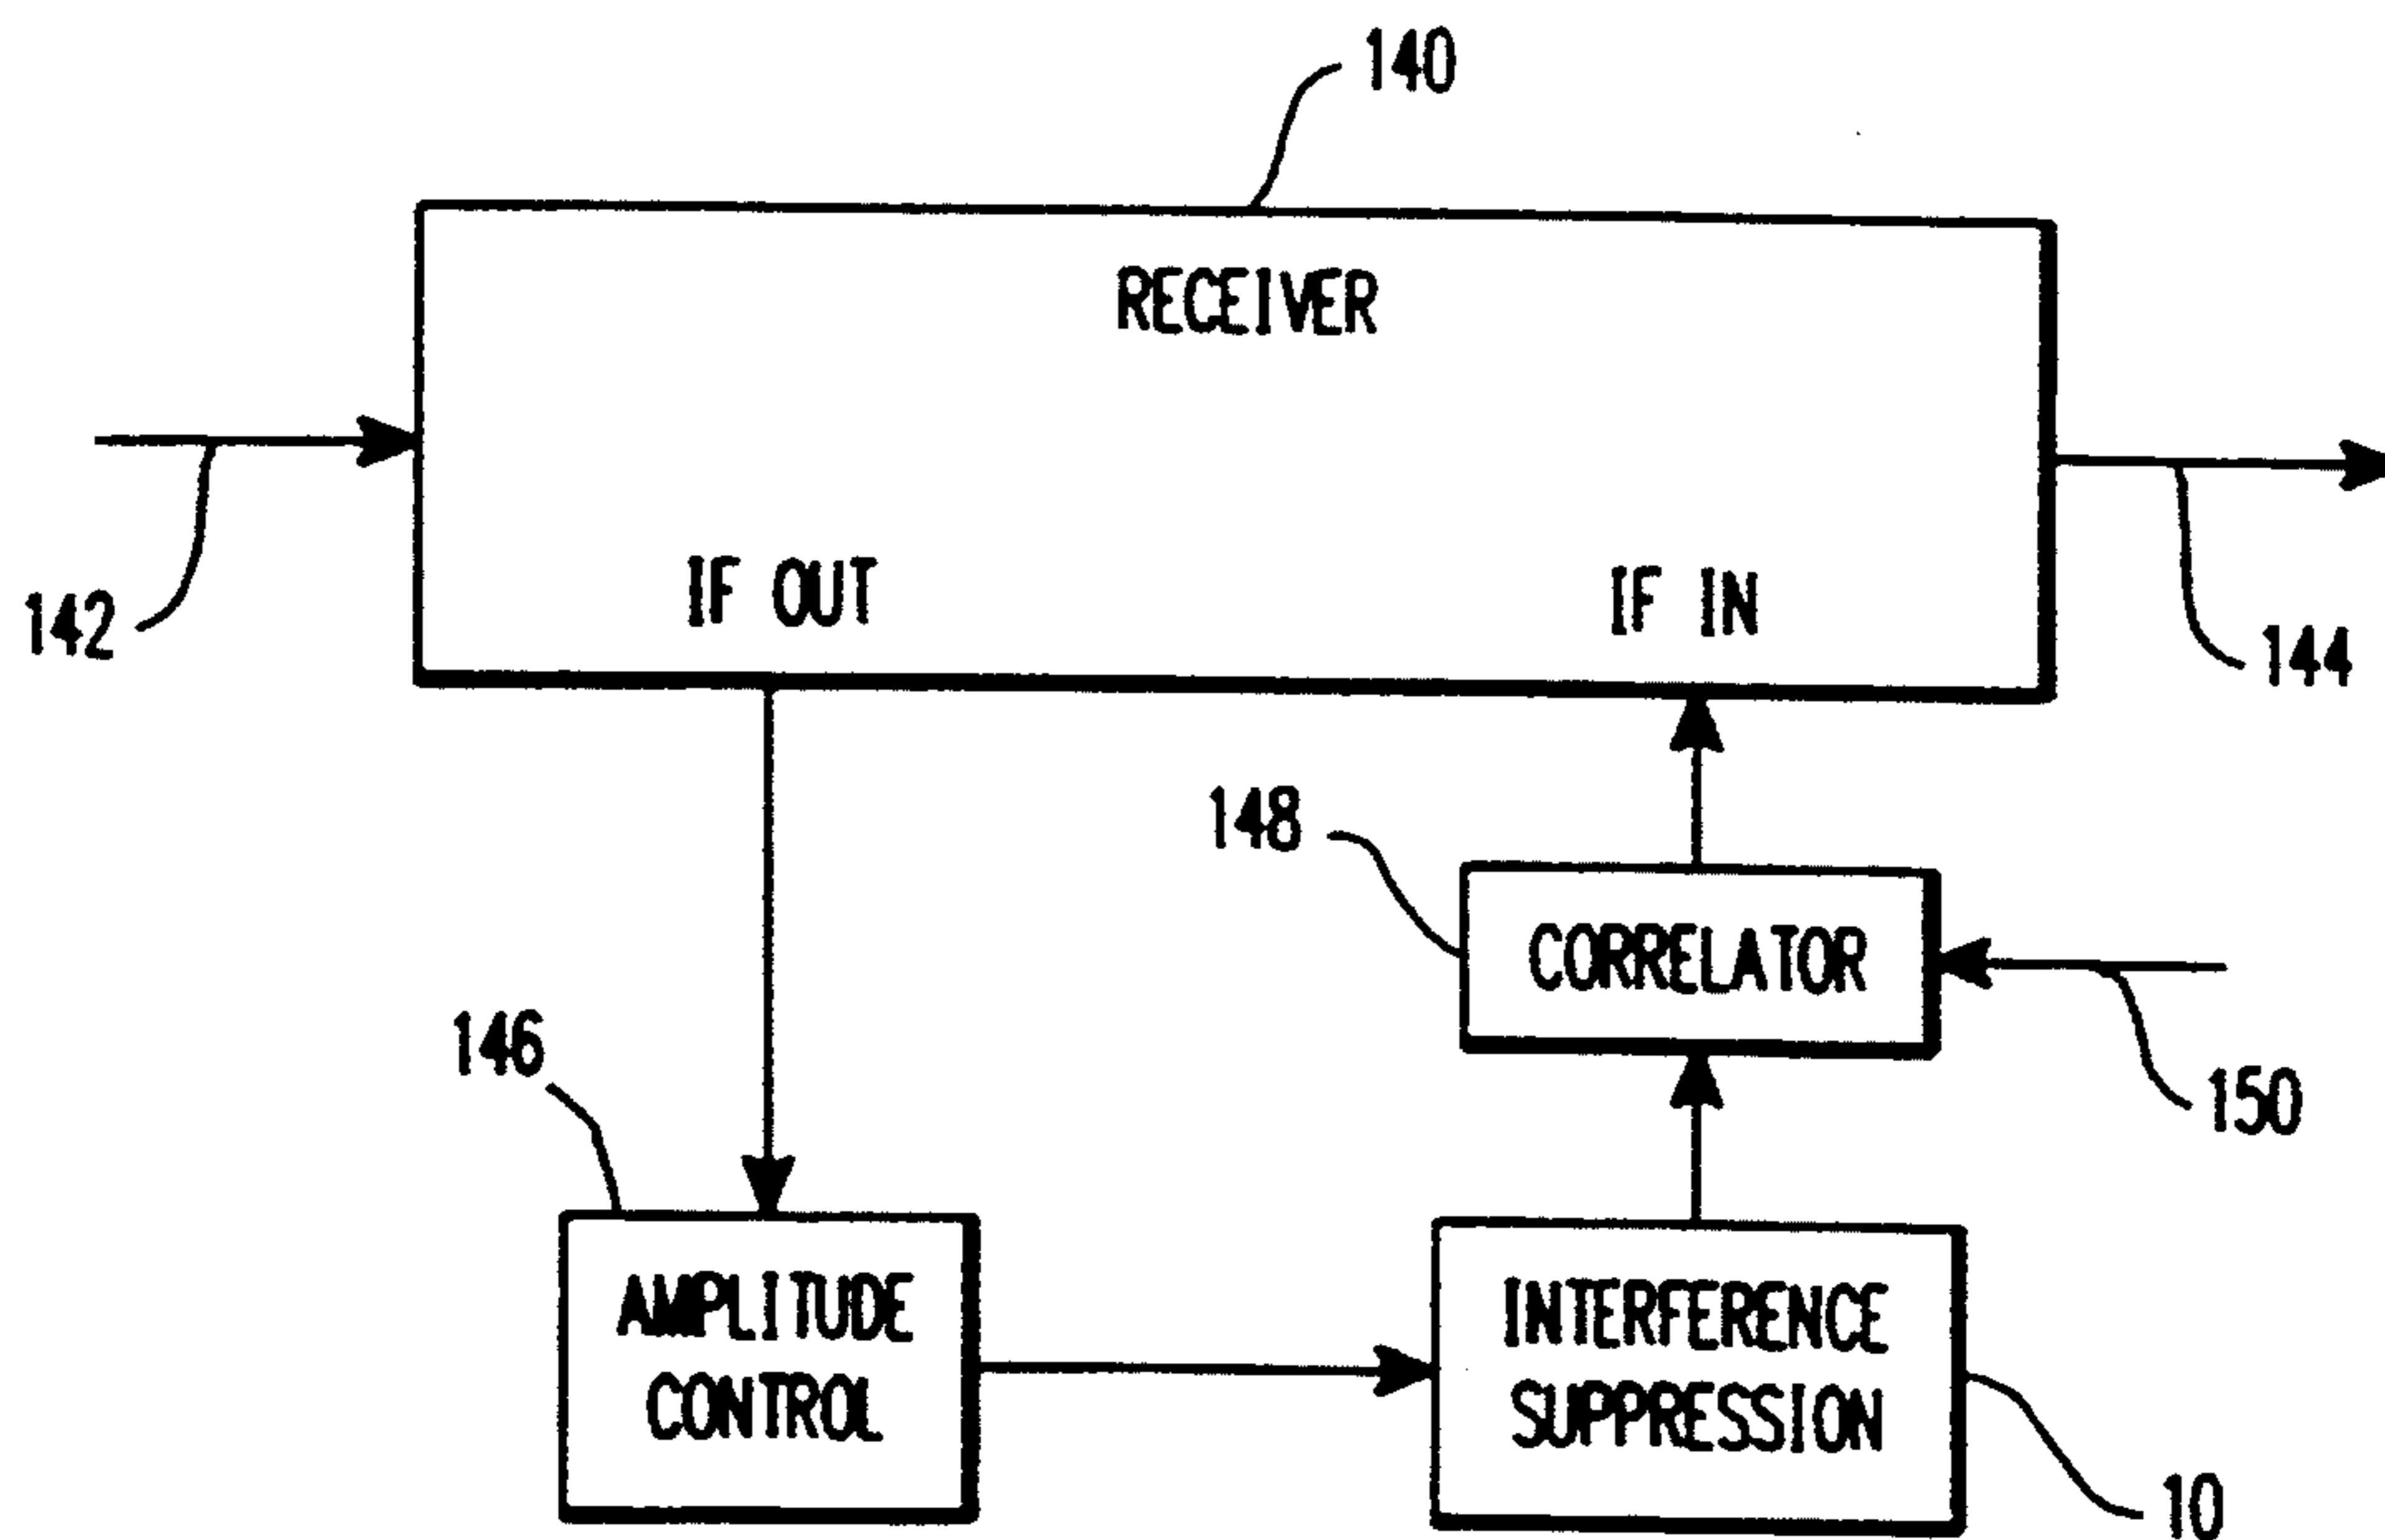 140
RECEIVER
IF OUT
IF IN
142
144
148
CORRELATOR
146
150
AMPLITUDE
CONTROL
INTERFERENCE
SUPPRESSION
10